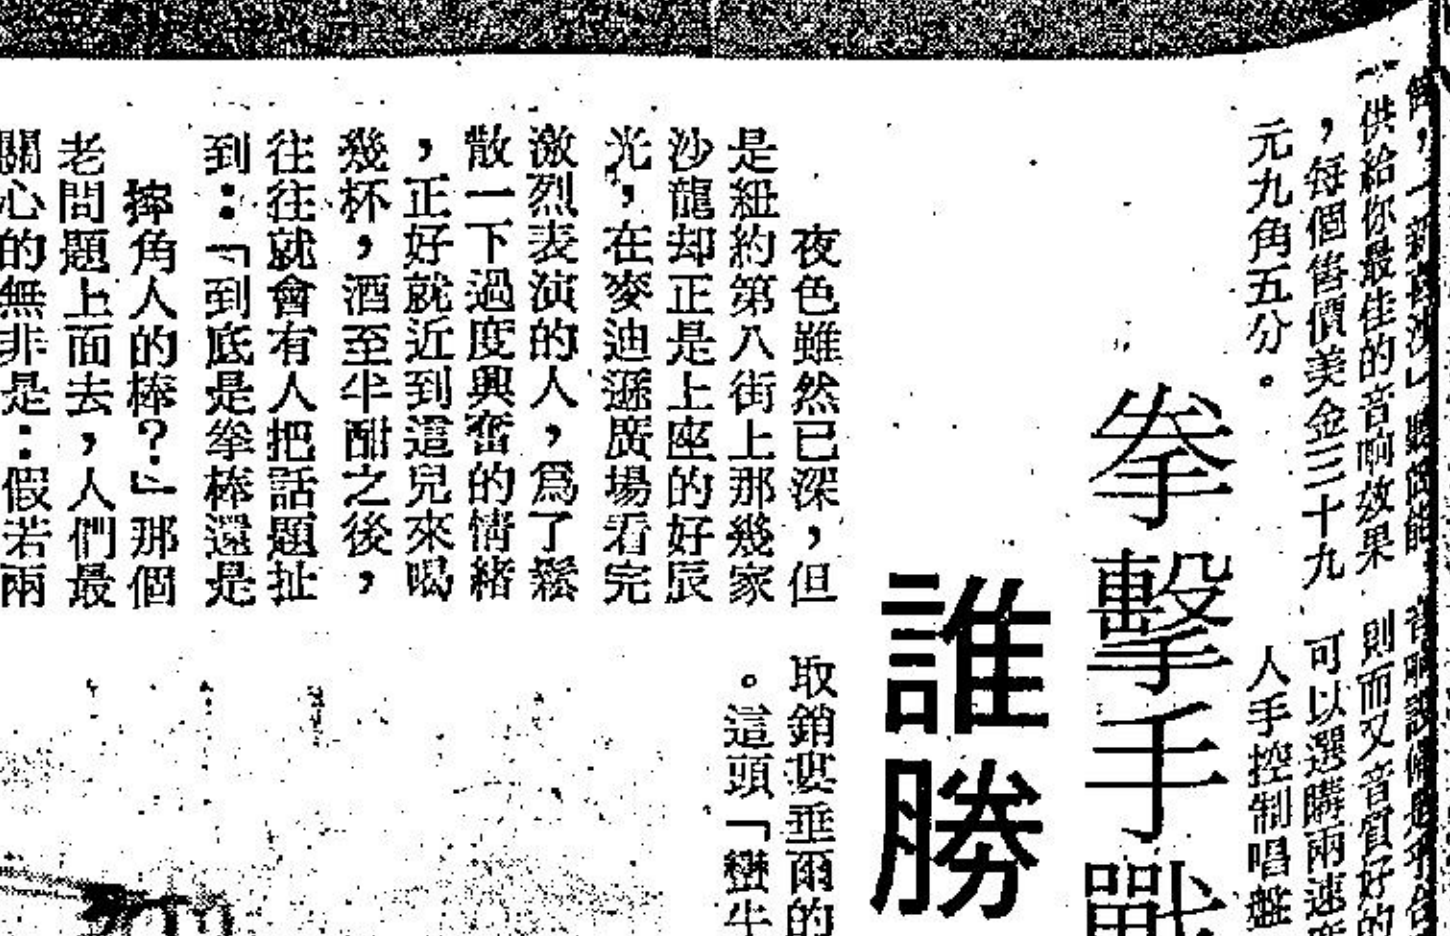 供給你最佳的音响效果
，每個售價美金三十九
元九角五分。
則而又音質好的
可以選購兩速
人手控制唱盤
拳擊手戰
誰勝
夜色雖然已深，但
是紐約第八街上那幾家
沙龍却正是上座的好辰
光，在麥迪遜廣場看完
激烈表演的人，爲了鬆
散一下過度興奮的情緒
，正好就近到這兒來喝
幾杯，酒至半酣之後，
往往就會有人把話題扯
到：「到底是拳棒還是
摔角人的棒？」那個
老問題上面去，人們最
關心的無非是：假若兩
取銷堪垂爾的
。這頭「蠻牛